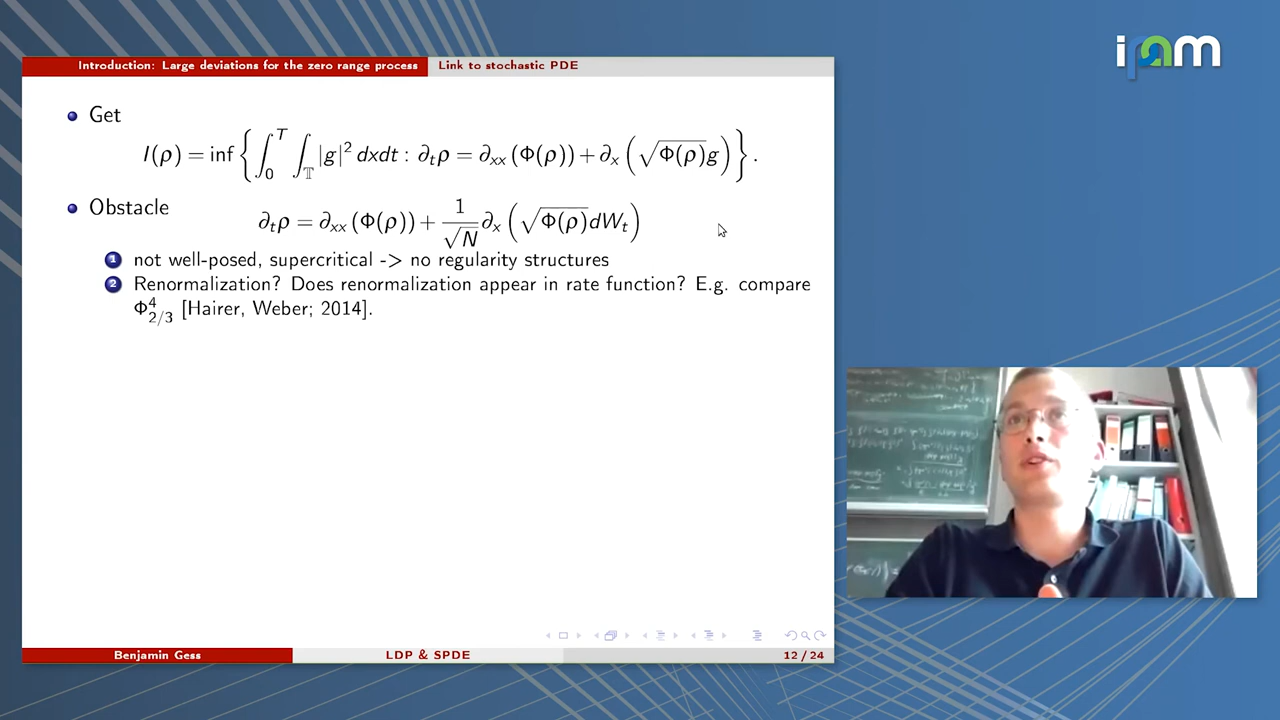 ipam
Introduction: Large deviations for the zero range process Link to stochastic PDE
Get
I(ρ) = inf { ∫_0^T ∫_𝕋 |g|² dxdt : ∂_tρ = ∂_xx (Φ(ρ)) + ∂_x (√Φ(ρ)g) } .
Obstacle
∂_tρ = ∂_xx (Φ(ρ)) + 1/√N ∂_x (√Φ(ρ)dW_t)
1 not well-posed, supercritical -> no regularity structures
2 Renormalization? Does renormalization appear in rate function? E.g. compare
Φ^4_{2/3} [Hairer, Weber; 2014].
Benjamin Gess LDP & SPDE 12 / 24